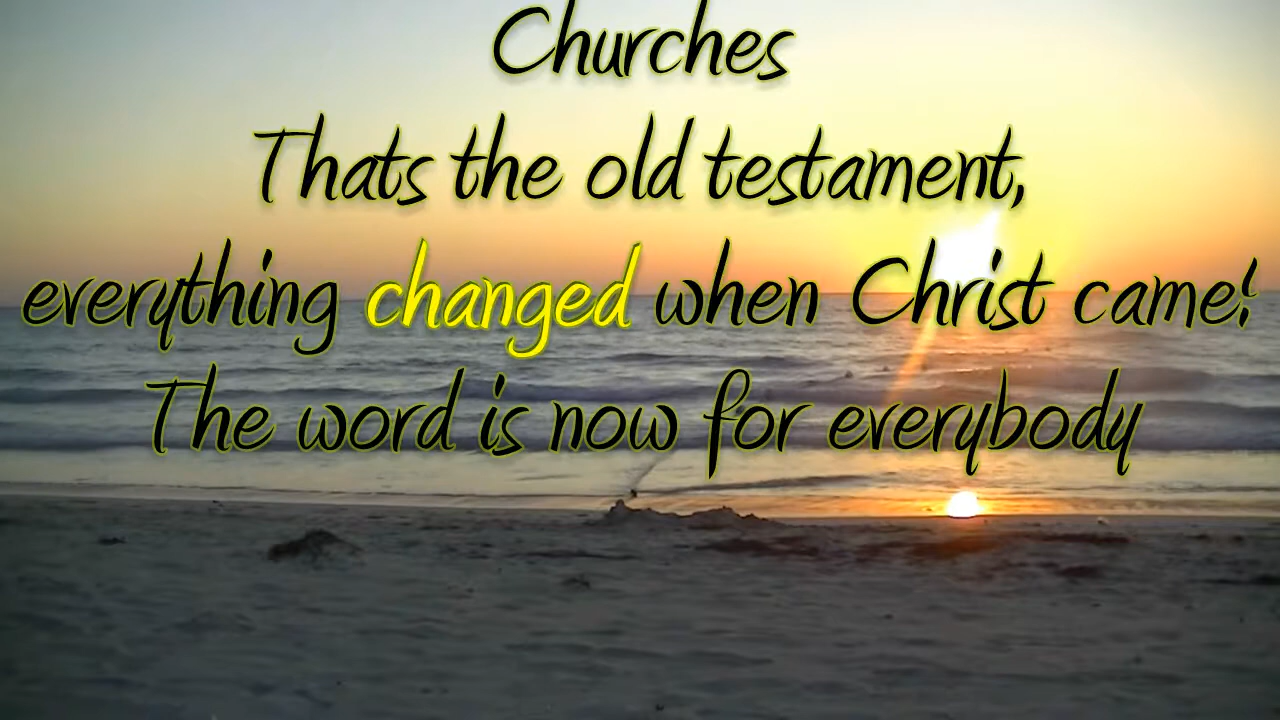 Churches
Thats the old testament,
everything changed when Christ came!
The word is now for everybody